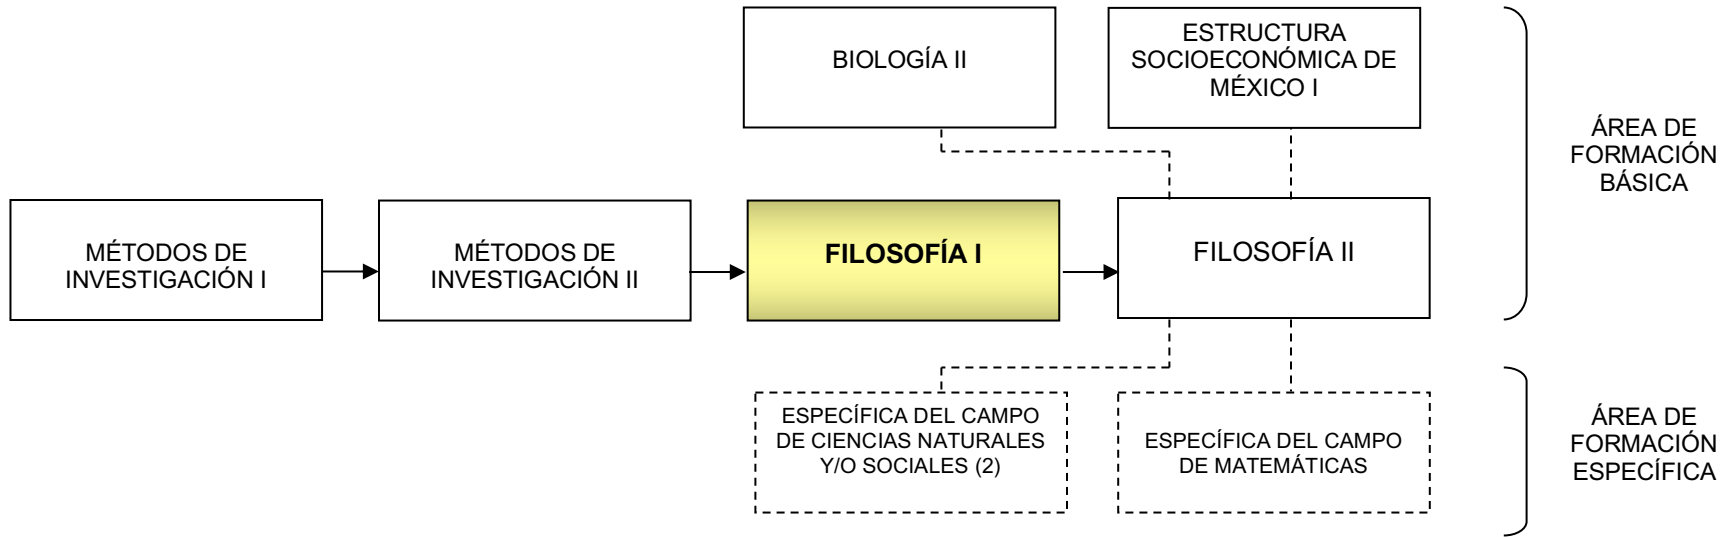 BIOLOGÍA II
ESTRUCTURA
SOCIOECONÓMICA DE
MÉXICO I
ÁREA DE
FORMACIÓN
BÁSICA
MÉTODOS DE
INVESTIGACIÓN I
MÉTODOS DE
INVESTIGACIÓN II
FILOSOFÍA I
FILOSOFÍA II
ESPECÍFICA DEL CAMPO
DE CIENCIAS NATURALES
Y/O SOCIALES (2)
ESPECÍFICA DEL CAMPO
DE MATEMÁTICAS
ÁREA DE
FORMACIÓN
ESPECÍFICA